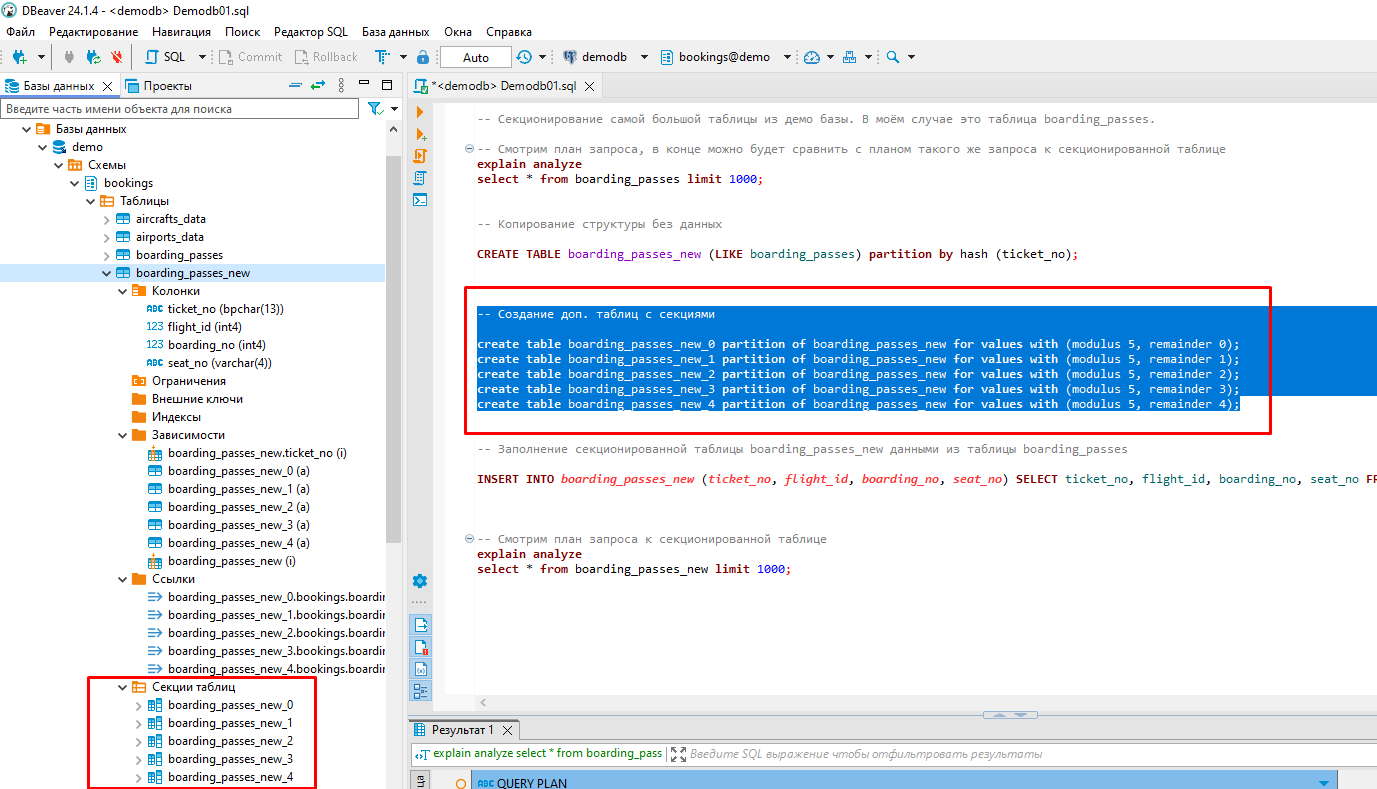 DBeaver 24.1.4 - <demodb> Demodb01.sql
Файл Редактирование Навигация Поиск Редактор SQL База данных Окна Справка
SQL Commit Rollback Auto demodb bookings@demo
Базы данных Проекты
Введите часть имени объекта для поиска
Базы данных
demo
Схемы
bookings
Таблицы
aircrafts_data
airports_data
boarding_passes
boarding_passes_new
Колонки
ABC ticket_no (bpchar(13))
123 flight_id (int4)
123 boarding_no (int4)
ABC seat_no (varchar(4))
Ограничения
Внешние ключи
Индексы
Зависимости
boarding_passes_new.ticket_no (i)
boarding_passes_new_0 (a)
boarding_passes_new_1 (a)
boarding_passes_new_2 (a)
boarding_passes_new_3 (a)
boarding_passes_new_4 (a)
boarding_passes_new (i)
Ссылки
boarding_passes_new_0.bookings.boardin
boarding_passes_new_1.bookings.boardin
boarding_passes_new_2.bookings.boardin
boarding_passes_new_3.bookings.boardin
boarding_passes_new_4.bookings.boardin
Секции таблиц
boarding_passes_new_0
boarding_passes_new_1
boarding_passes_new_2
boarding_passes_new_3
boarding_passes_new_4
*<demodb> Demodb01.sql
-- Секционирование самой большой таблицы из демо базы. В моём случае это таблица boarding_passes.
-- Смотрим план запроса, в конце можно будет сравнить с планом такого же запроса к секционированной таблице
explain analyze
select * from boarding_passes limit 1000;
-- Копирование структуры без данных
CREATE TABLE boarding_passes_new (LIKE boarding_passes) partition by hash (ticket_no);
-- Создание доп. таблиц с секциями
create table boarding_passes_new_0 partition of boarding_passes_new for values with (modulus 5, remainder 0);
create table boarding_passes_new_1 partition of boarding_passes_new for values with (modulus 5, remainder 1);
create table boarding_passes_new_2 partition of boarding_passes_new for values with (modulus 5, remainder 2);
create table boarding_passes_new_3 partition of boarding_passes_new for values with (modulus 5, remainder 3);
create table boarding_passes_new_4 partition of boarding_passes_new for values with (modulus 5, remainder 4);
-- Заполнение секционированной таблицы boarding_passes_new данными из таблицы boarding_passes
INSERT INTO boarding_passes_new (ticket_no, flight_id, boarding_no, seat_no) SELECT ticket_no, flight_id, boarding_no, seat_no FR
-- Смотрим план запроса к секционированной таблице
explain analyze
select * from boarding_passes_new limit 1000;
Результат 1
explain analyze select * from boarding_pass Введите SQL выражение чтобы отфильтровать результаты
ABC QUERY PLAN